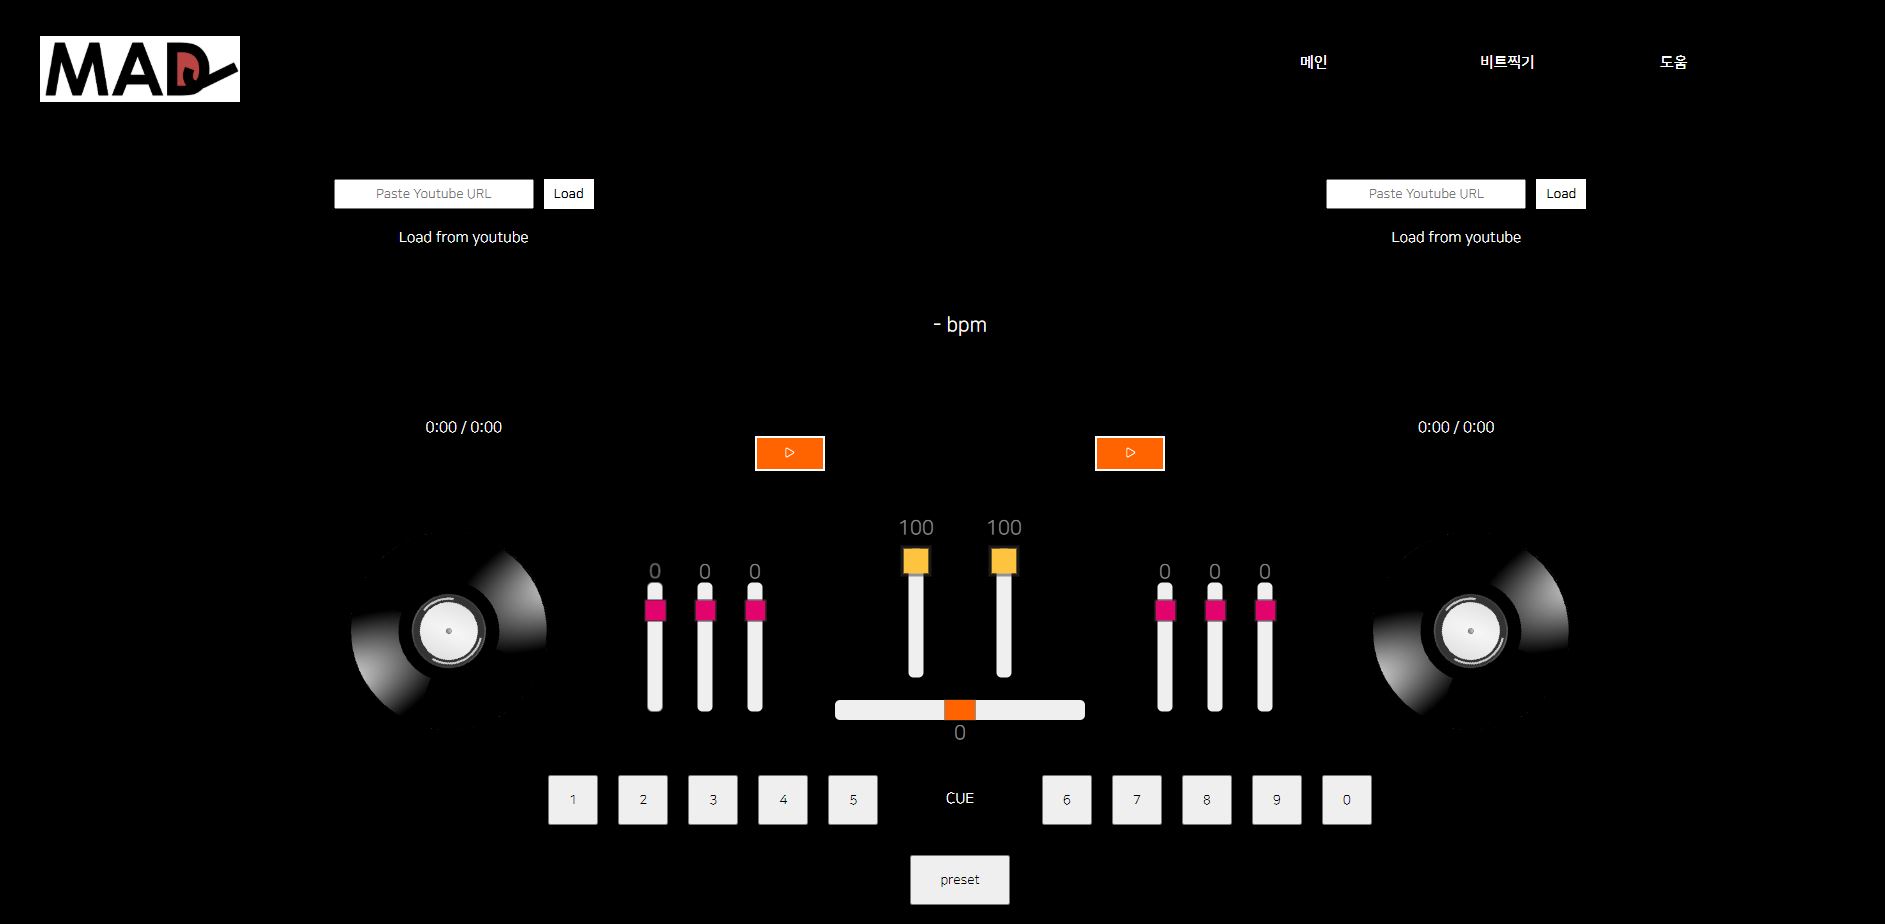 MAD
메인 비트찍기 도움
Paste Youtube URL Load
Load from youtube
Paste Youtube URL Load
Load from youtube
- bpm
0:00 / 0:00
0:00 / 0:00
100 100
0 0 0
0 0 0
0
1 2 3 4 5 CUE 6 7 8 9 0
preset